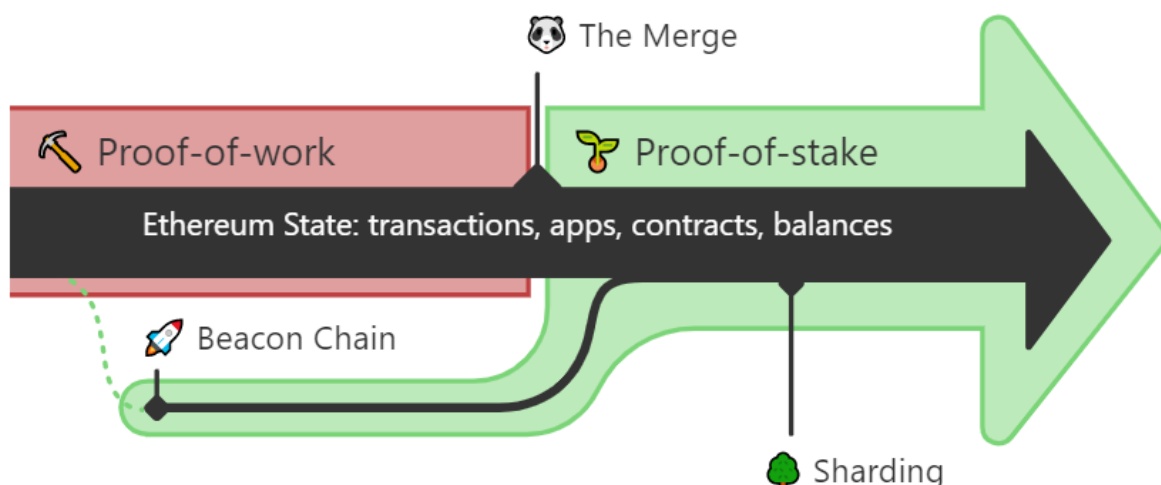 The Merge
Proof-of-work
Proof-of-stake
Ethereum State: transactions, apps, contracts, balances
Beacon Chain
Sharding